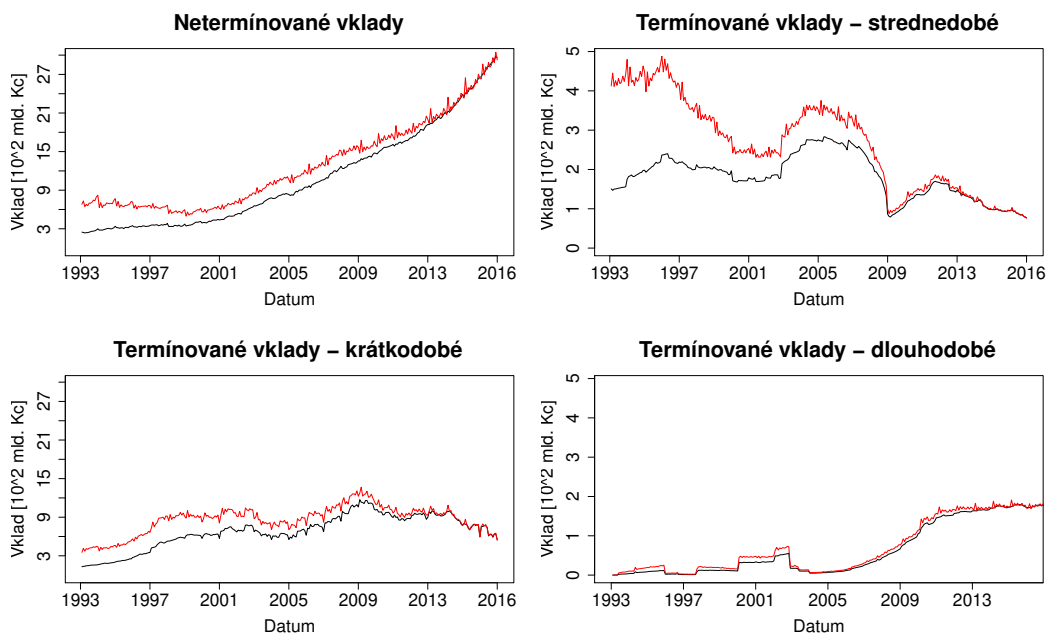 Netermínované vklady
Vklad [10^2 mld. Kc]
27
21
15
9
3
1993 1997 2001 2005 2009 2013 2016
Datum
Termínované vklady − strednedobé
Vklad [10^2 mld. Kc]
5
4
3
2
1
0
1993 1997 2001 2005 2009 2013 2016
Datum
Termínované vklady − krátkodobé
Vklad [10^2 mld. Kc]
27
21
15
9
3
1993 1997 2001 2005 2009 2013 2016
Datum
Termínované vklady − dlouhodobé
Vklad [10^2 mld. Kc]
5
4
3
2
1
0
1993 1997 2001 2005 2009 2013
Datum